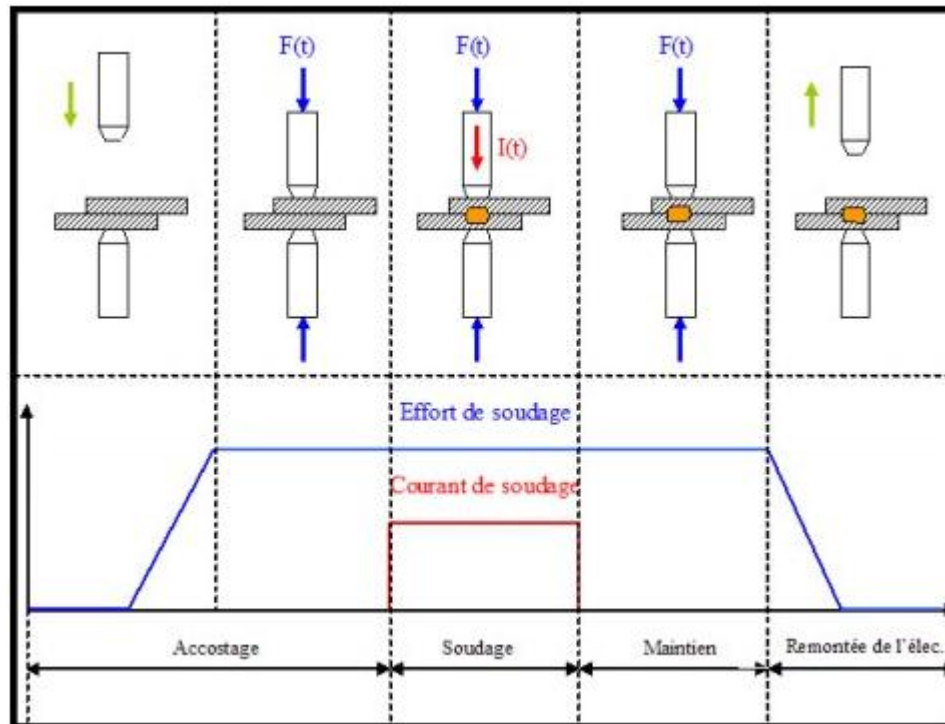 F(t)
F(t)
F(t)
I(t)
Effort de soudage
Courant de soudage
Accostage
Soudage
Maintien
Remontée de l'élec.